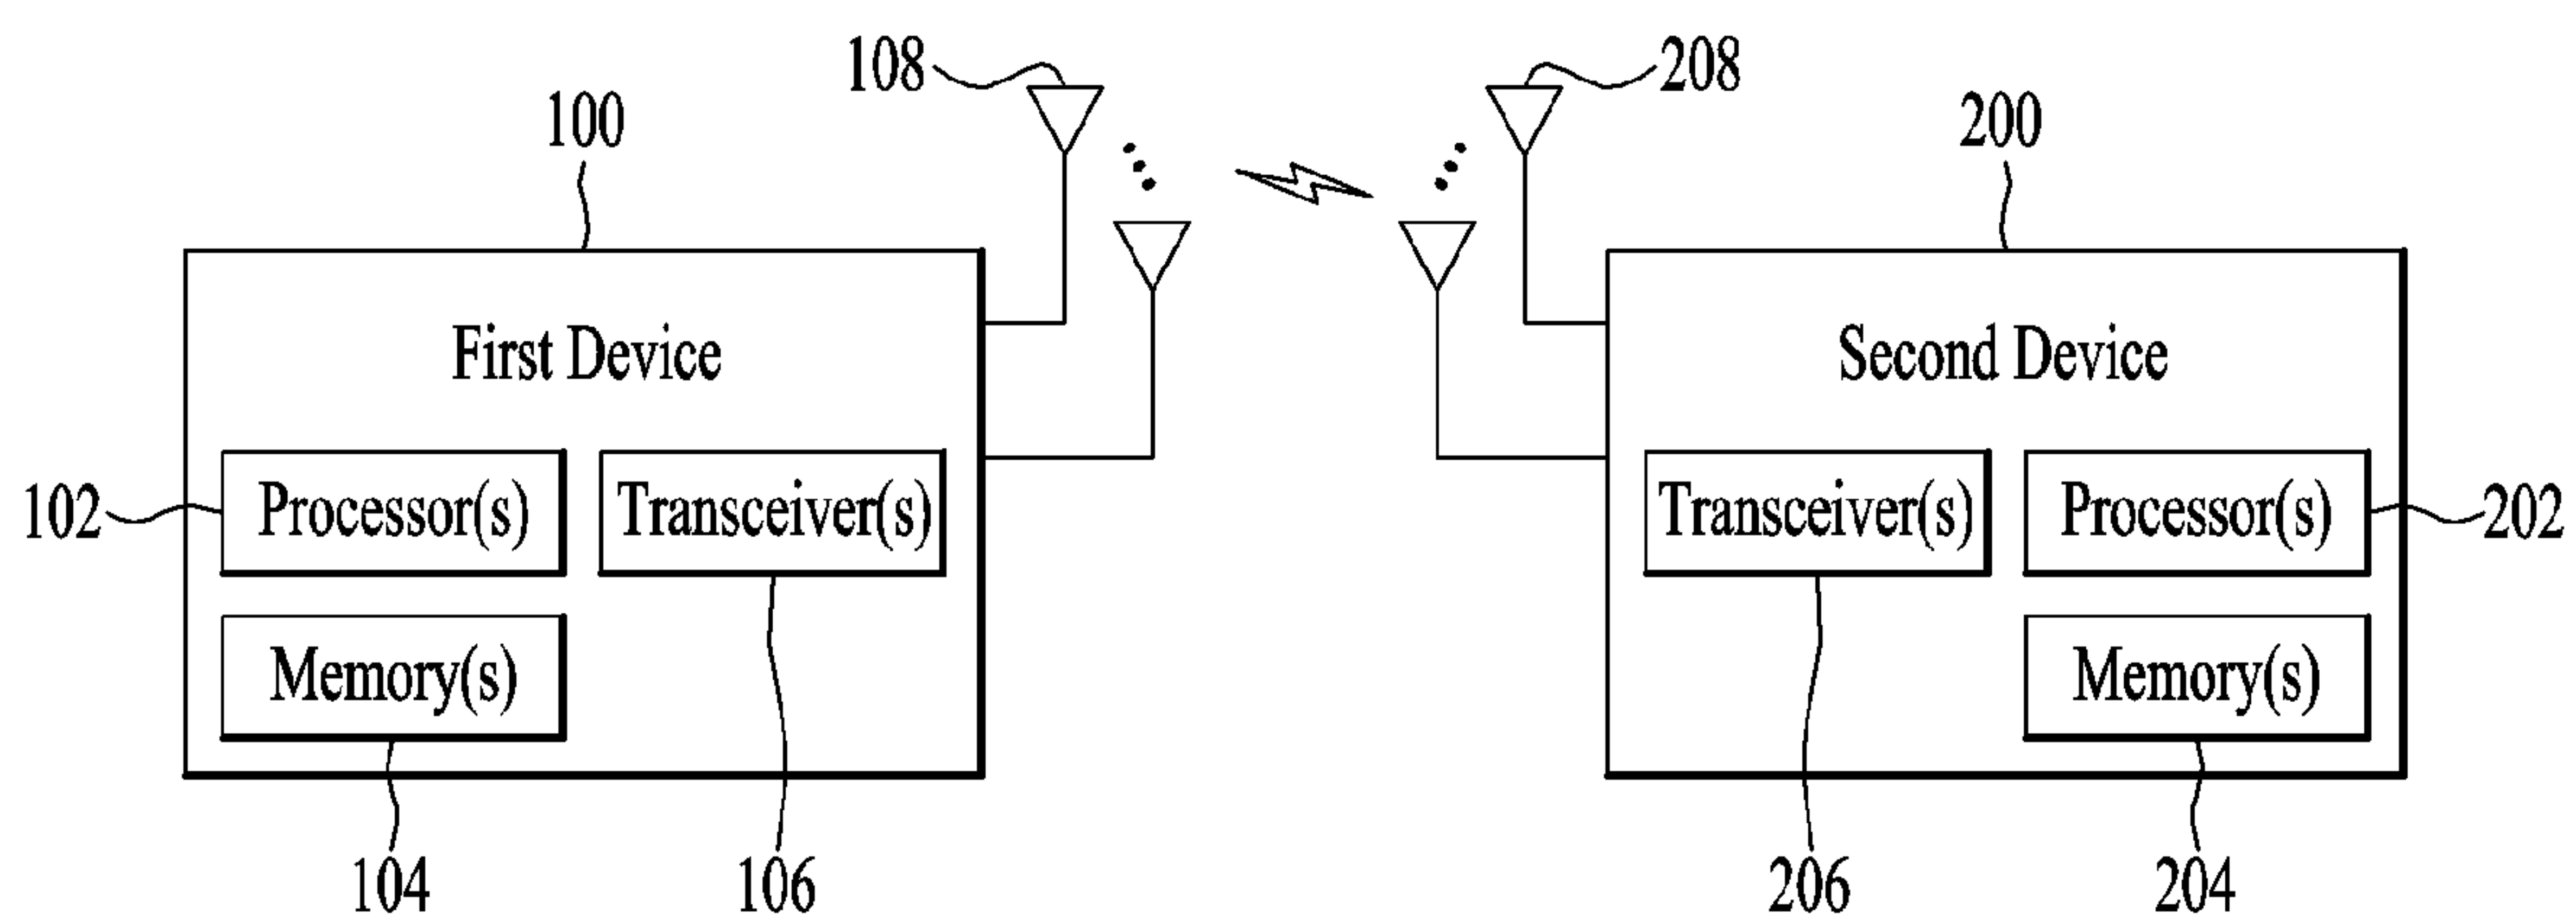 108
208
100
200
First Device
Second Device
102
Processor(s)
Transceiver(s)
Transceiver(s)
Processor(s)
202
Memory(s)
Memory(s)
104
106
206
204